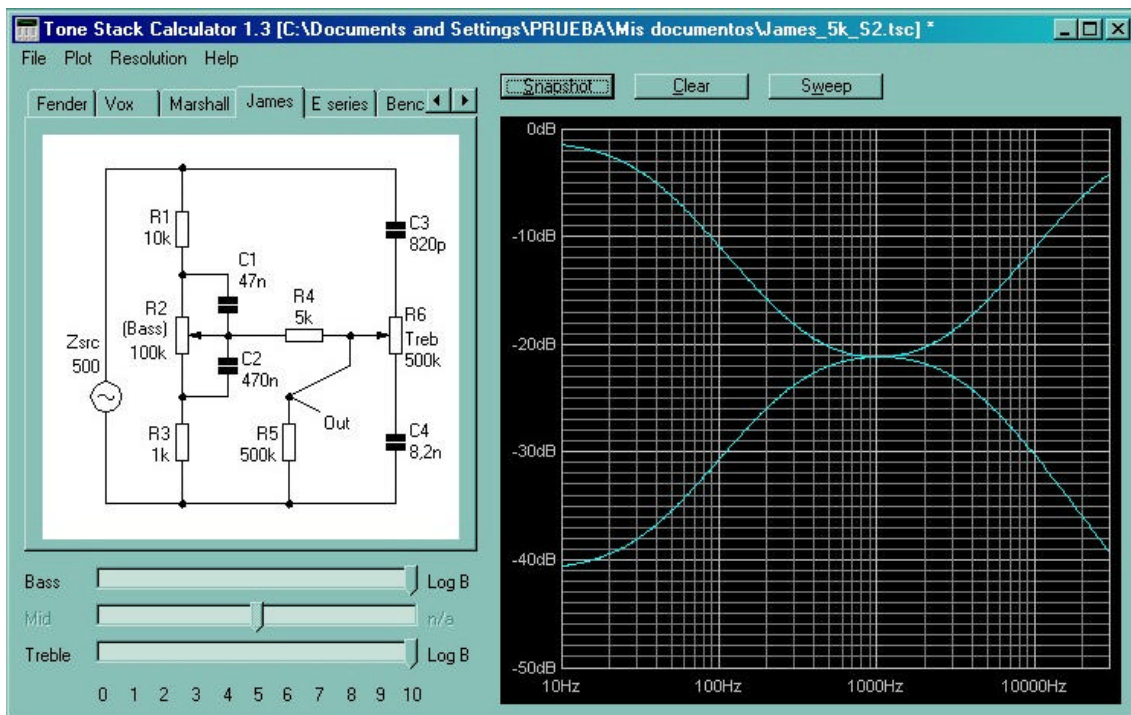 Tone Stack Calculator 1.3 [C:\Documents and Settings\PRUEBA\Mis documentos\James_5k_S2.tsc] *
File Plot Resolution Help
Snapshot Clear Sweep
Fender Vox Marshall James E series Benc
R1
10k
C1
47n
C3
820p
R2
(Bass)
100k
R4
5k
R6
Treb
500k
Zsrc
500
C2
470n
Out
R3
1k
R5
500k
C4
8,2n
Bass Log B
Mid n/a
Treble Log B
0 1 2 3 4 5 6 7 8 9 10
0dB
-10dB
-20dB
-30dB
-40dB
-50dB
10Hz 100Hz 1000Hz 10000Hz